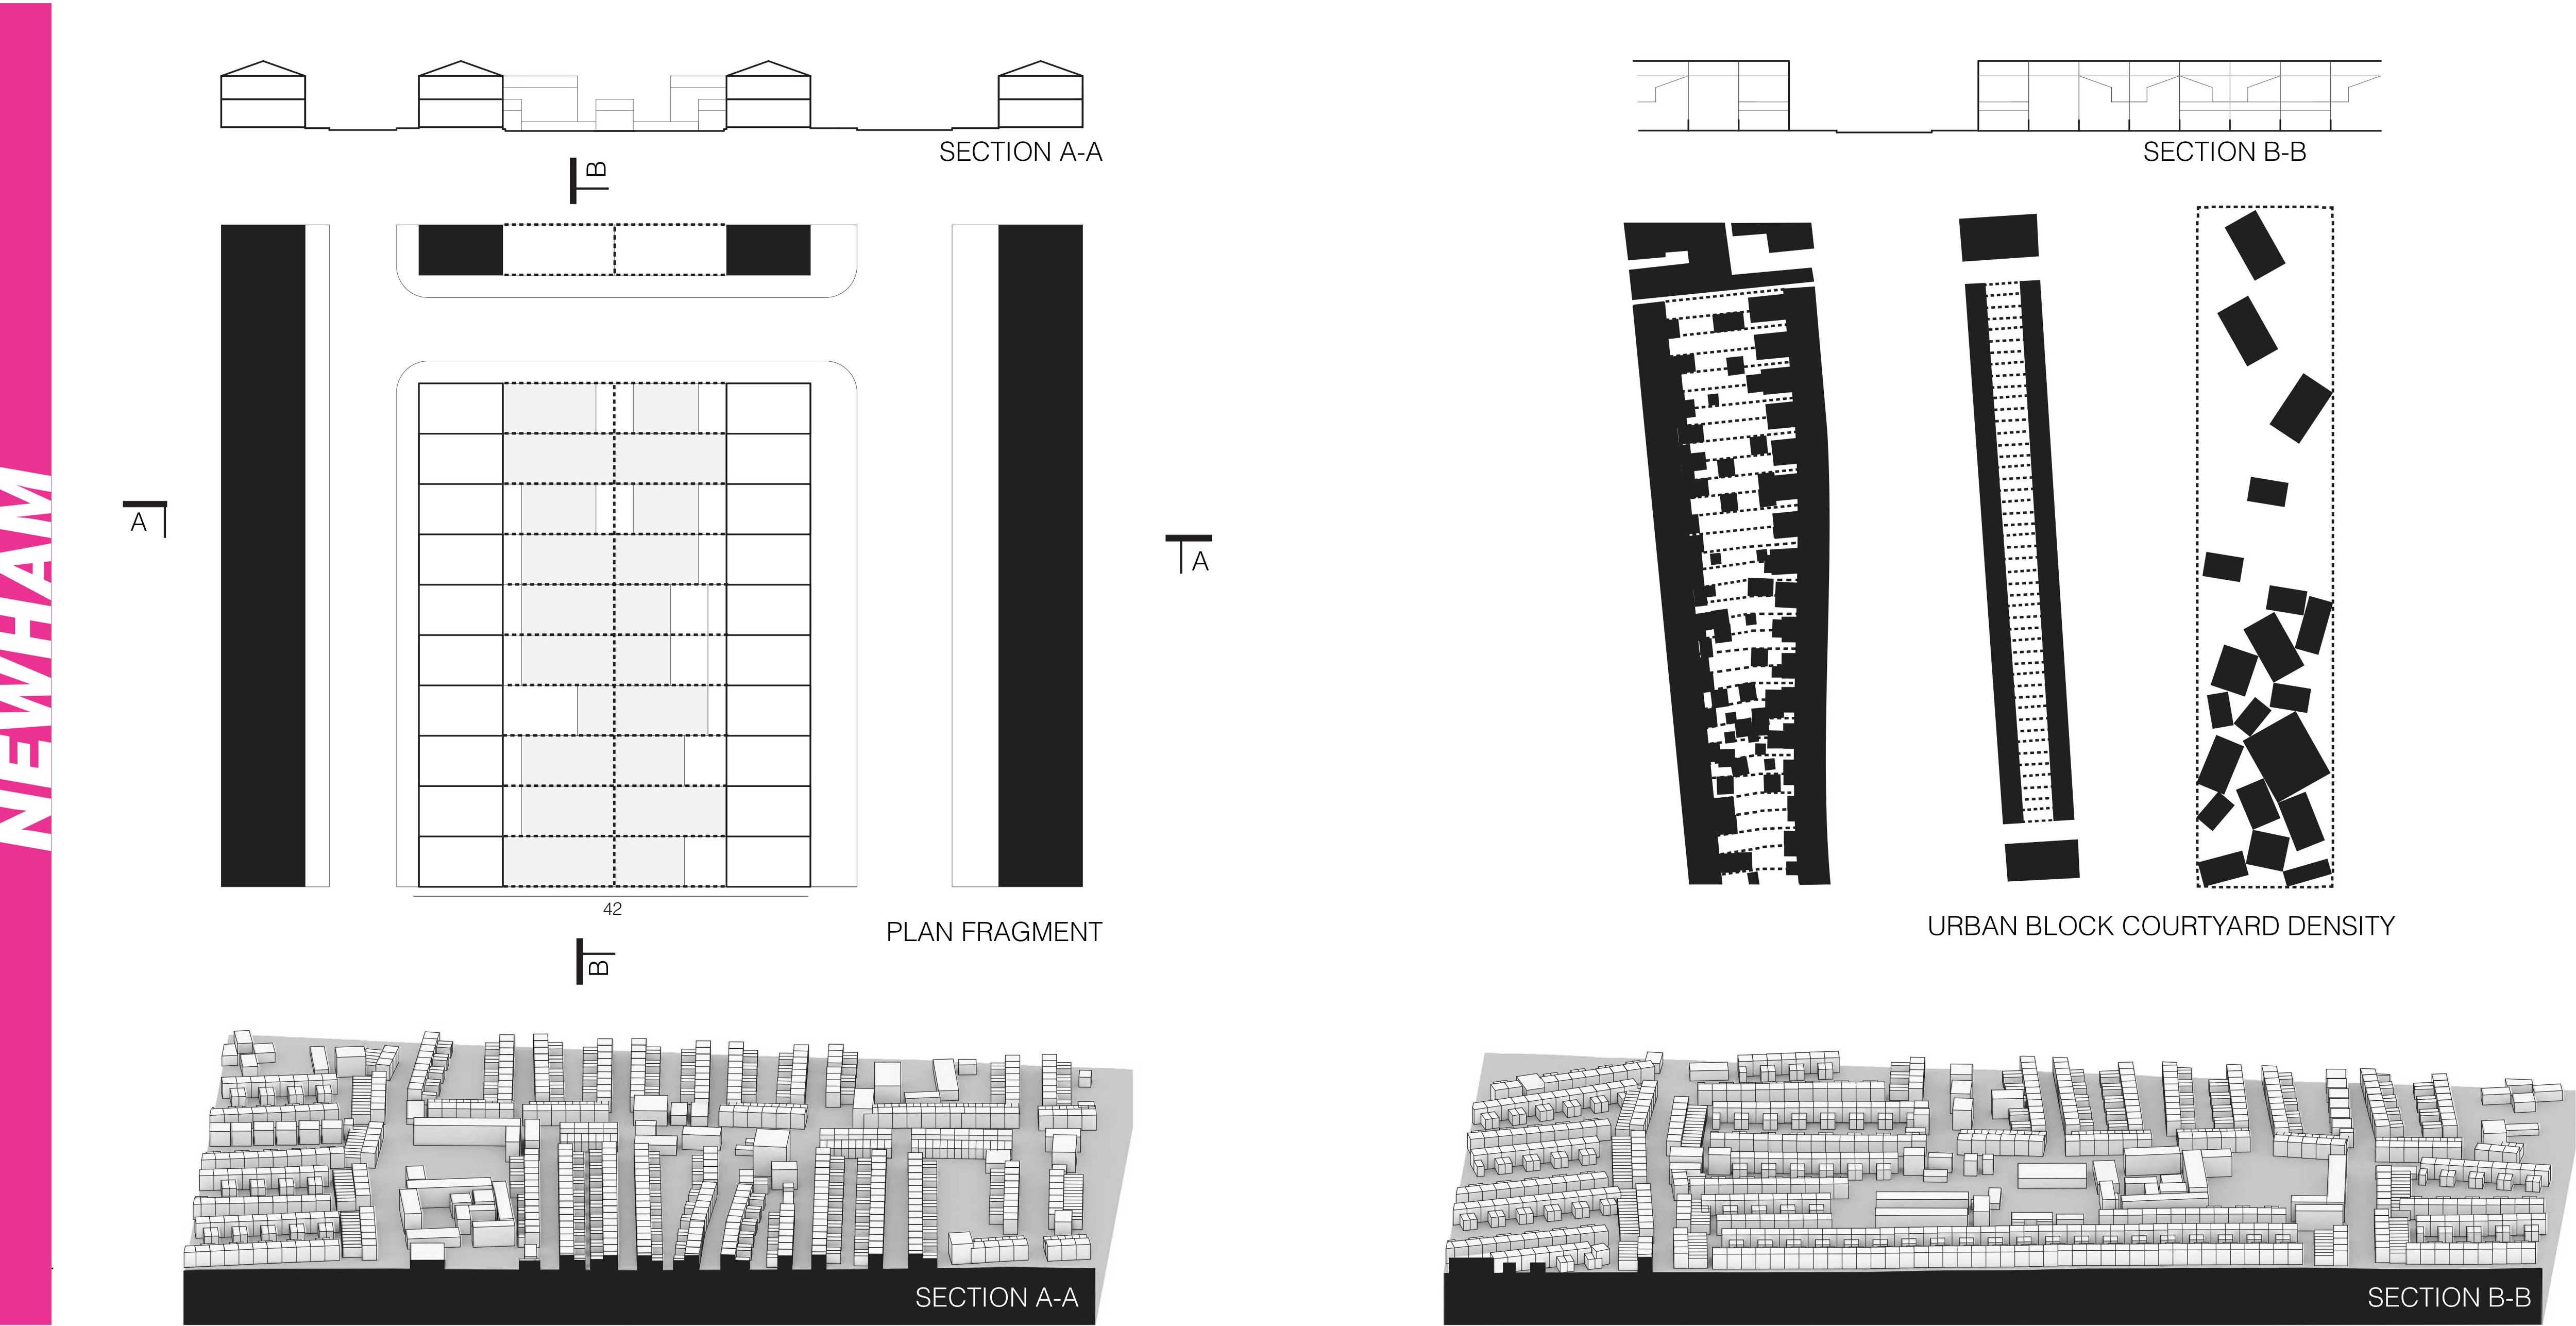 NEWHAM
SECTION A-A
SECTION B-B
B
A
A
42
PLAN FRAGMENT
B
URBAN BLOCK COURTYARD DENSITY
SECTION A-A
SECTION B-B